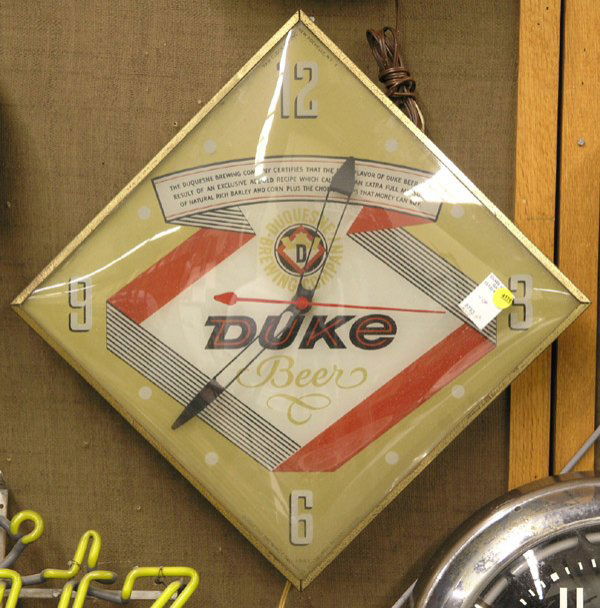 12
THE DUQUESNE BREWING COMPANY CERTIFIES THAT THE FLAVOR OF DUKE BEER
RESULT OF AN EXCLUSIVE RECIPE WHICH AN EXTRA FULL
OF NATURAL RICH BARLEY AND CORN PLUS THE THAT MONEY CAN BUY
DUQUESNE
D
BREWING COMPANY
9
3
DUKE
Beer
6